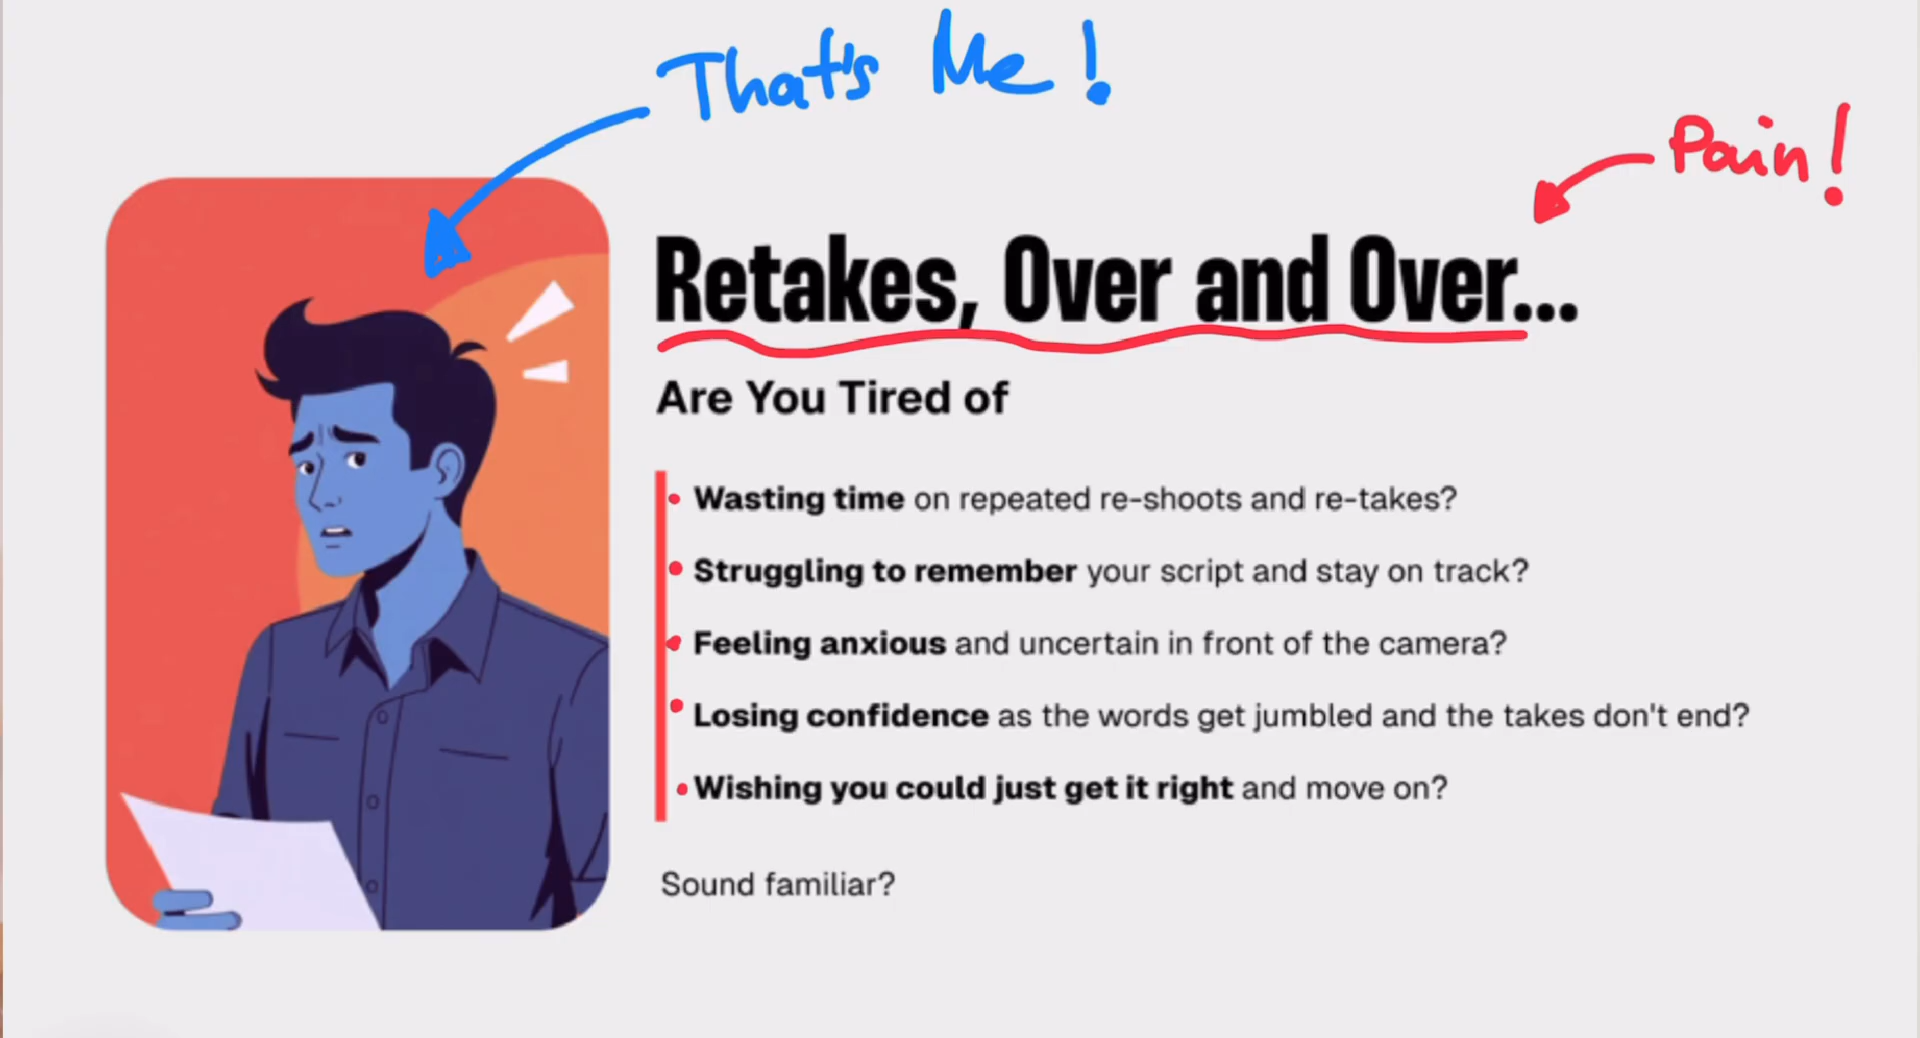 That's Me!
Pain!
Retakes, Over and Over...
Are You Tired of
• Wasting time on repeated re-shoots and re-takes?
• Struggling to remember your script and stay on track?
• Feeling anxious and uncertain in front of the camera?
• Losing confidence as the words get jumbled and the takes don't end?
• Wishing you could just get it right and move on?
Sound familiar?